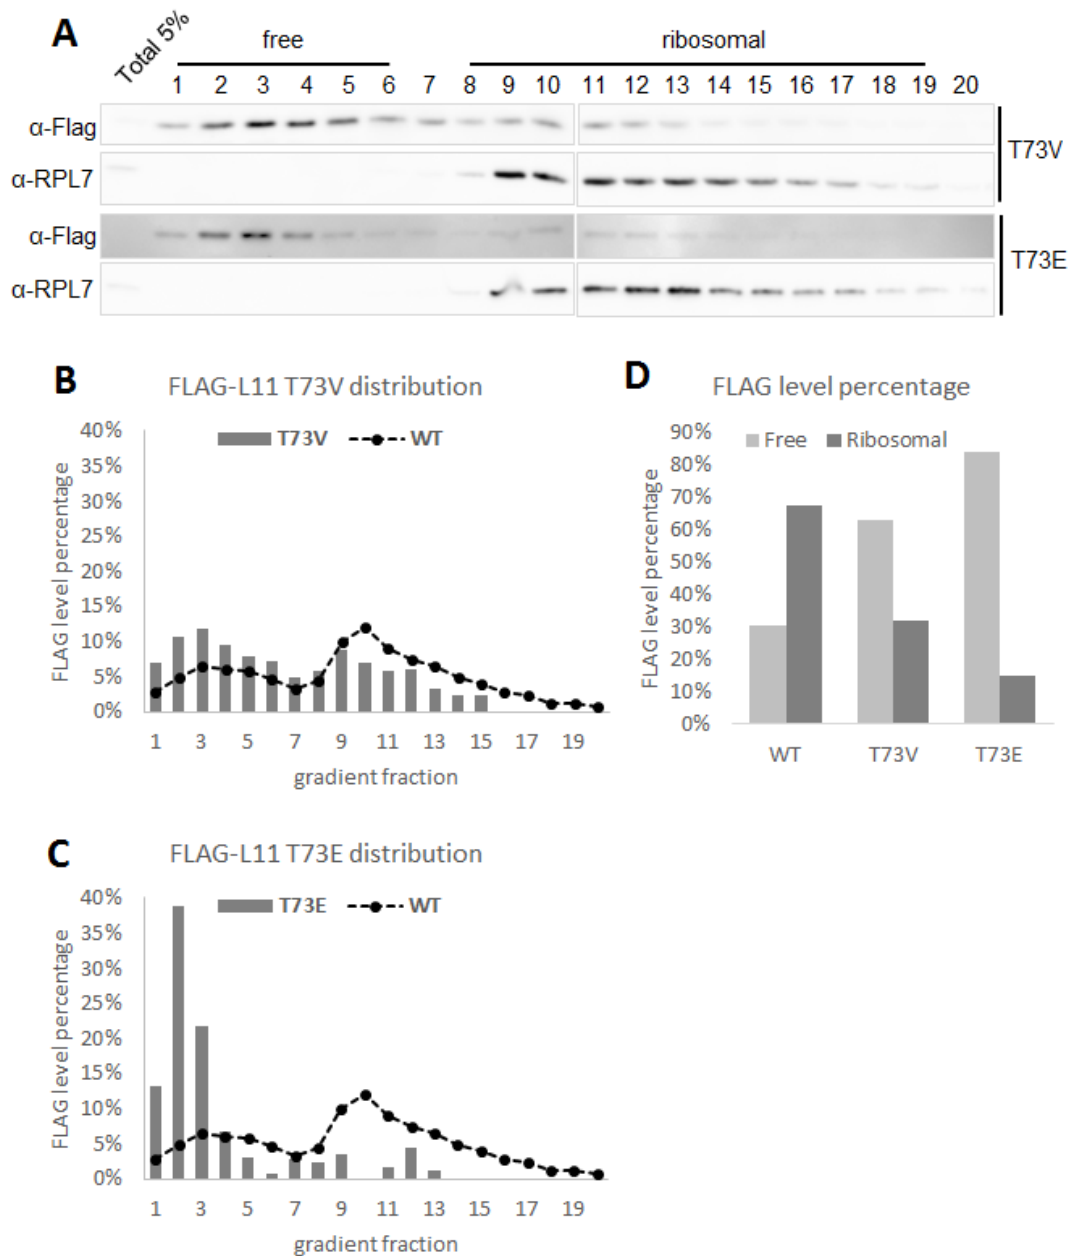 A
Total 5%
free
ribosomal
1 2 3 4 5 6 7 8 9 10 11 12 13 14 15 16 17 18 19 20
α-Flag
α-RPL7
T73V
α-Flag
α-RPL7
T73E
B
FLAG-L11 T73V distribution
T73V WT
FLAG level percentage
40%
35%
30%
25%
20%
15%
10%
5%
0%
1 3 5 7 9 11 13 15 17 19
gradient fraction
D
FLAG level percentage
Free Ribosomal
FLAG level percentage
90%
80%
70%
60%
50%
40%
30%
20%
10%
0%
WT T73V T73E
C
FLAG-L11 T73E distribution
T73E WT
FLAG level percentage
40%
35%
30%
25%
20%
15%
10%
5%
0%
1 3 5 7 9 11 13 15 17 19
gradient fraction